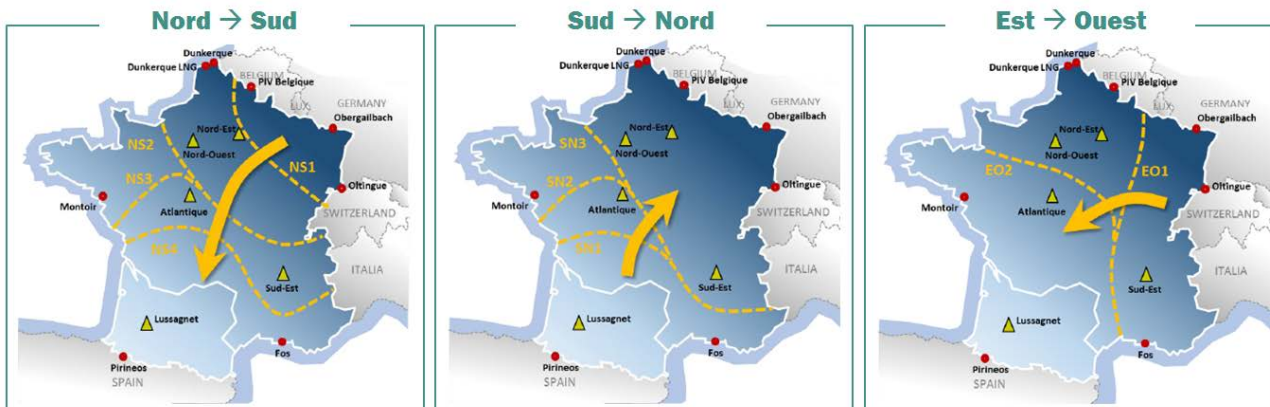 Nord → Sud
Dunkerque
Dunkerque LNG
BELGIUM
PIV Belgique
LUX.
GERMANY
Obergailbach
NS2
Nord-Est
Nord-Ouest
NS1
NS3
Oltingue
Montoir
Atlantique
SWITZERLAND
NS4
ITALIA
Sud-Est
Lussagnet
Fos
Pirineos
SPAIN
Sud → Nord
Dunkerque
Dunkerque LNG
BELGIUM
PIV Belgique
LUX.
GERMANY
Obergailbach
SN3
Nord-Est
Nord-Ouest
SN2
Oltingue
Montoir
Atlantique
SWITZERLAND
SN1
ITALIA
Sud-Est
Lussagnet
Fos
Pirineos
SPAIN
Est → Ouest
Dunkerque
Dunkerque LNG
BELGIUM
PIV Belgique
LUX.
GERMANY
Obergailbach
Nord-Est
Nord-Ouest
EO2
EO1
Oltingue
Montoir
Atlantique
SWITZERLAND
ITALIA
Sud-Est
Lussagnet
Fos
Pirineos
SPAIN